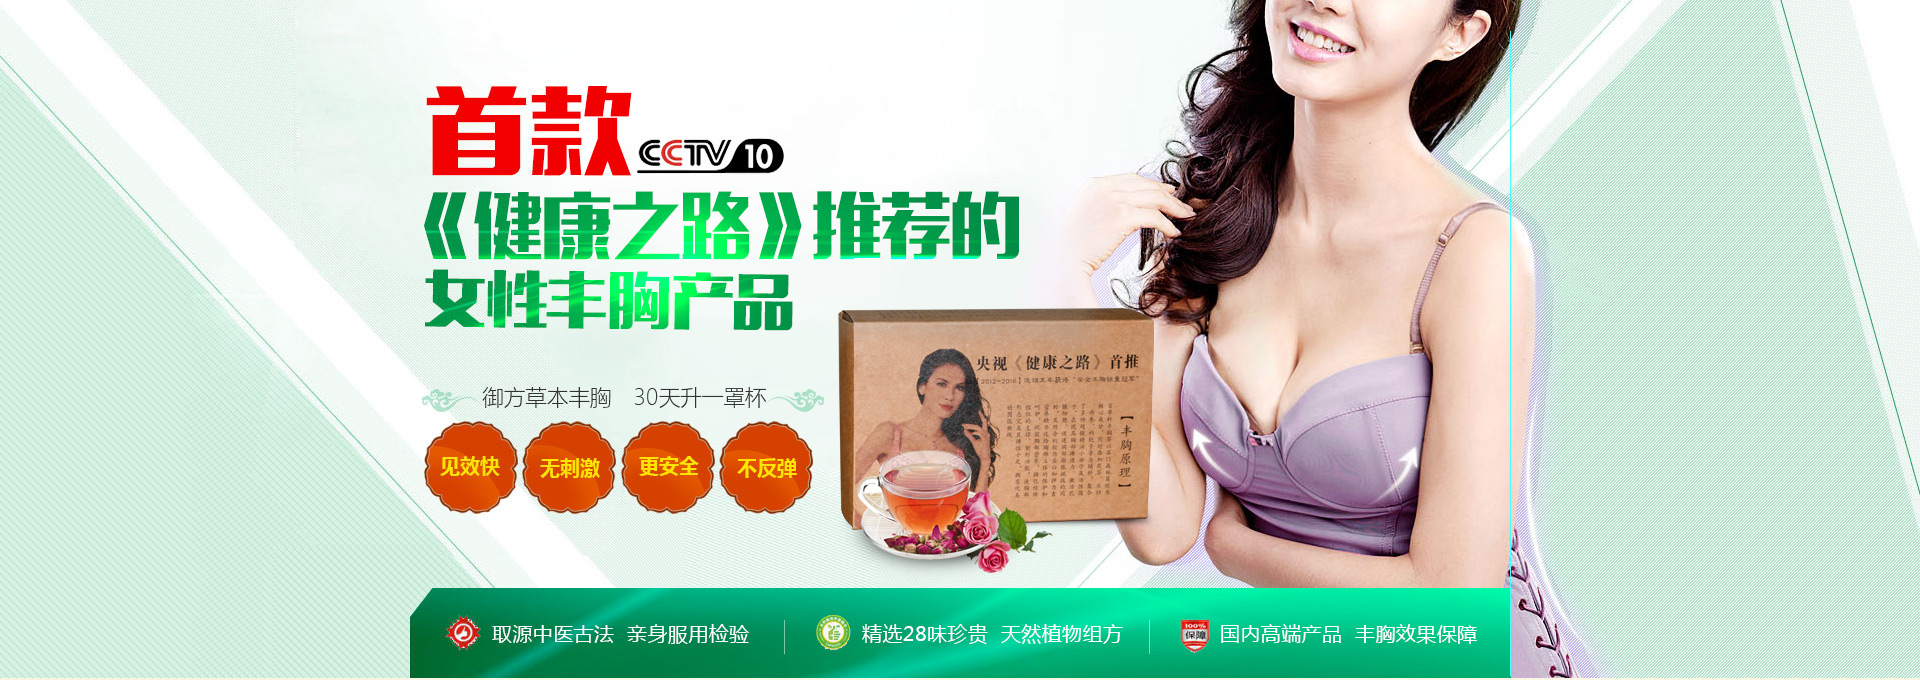 首款 CCTV 10
《健康之路》推荐的
女性丰胸产品
御方草本丰胸 30天升一罩杯
见效快 无刺激 更安全 不反弹
央视《健康之路》首推
【丰胸原理】
取源中医古法 亲身服用检验
精选28味珍贵 天然植物组方
100%
保障
国内高端产品 丰胸效果保障